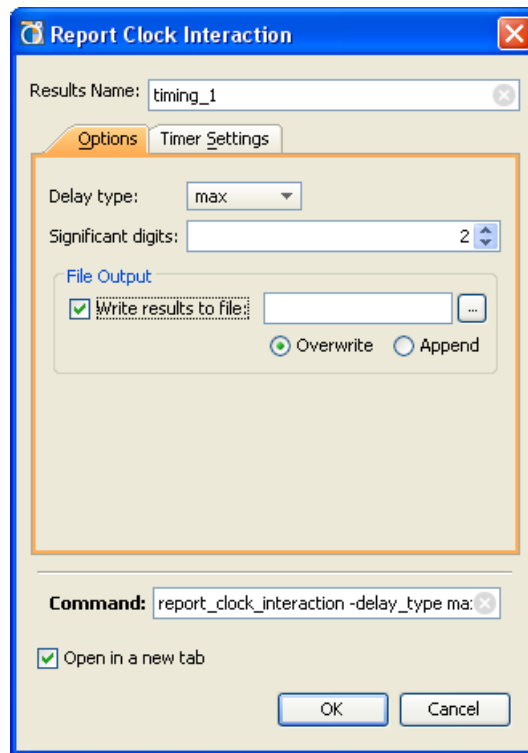 Report Clock Interaction
Results Name: timing_1
Options Timer Settings
Delay type: max
Significant digits: 2
File Output
Write results to file: ...
Overwrite Append
Command: report_clock_interaction -delay_type ma
Open in a new tab
OK Cancel